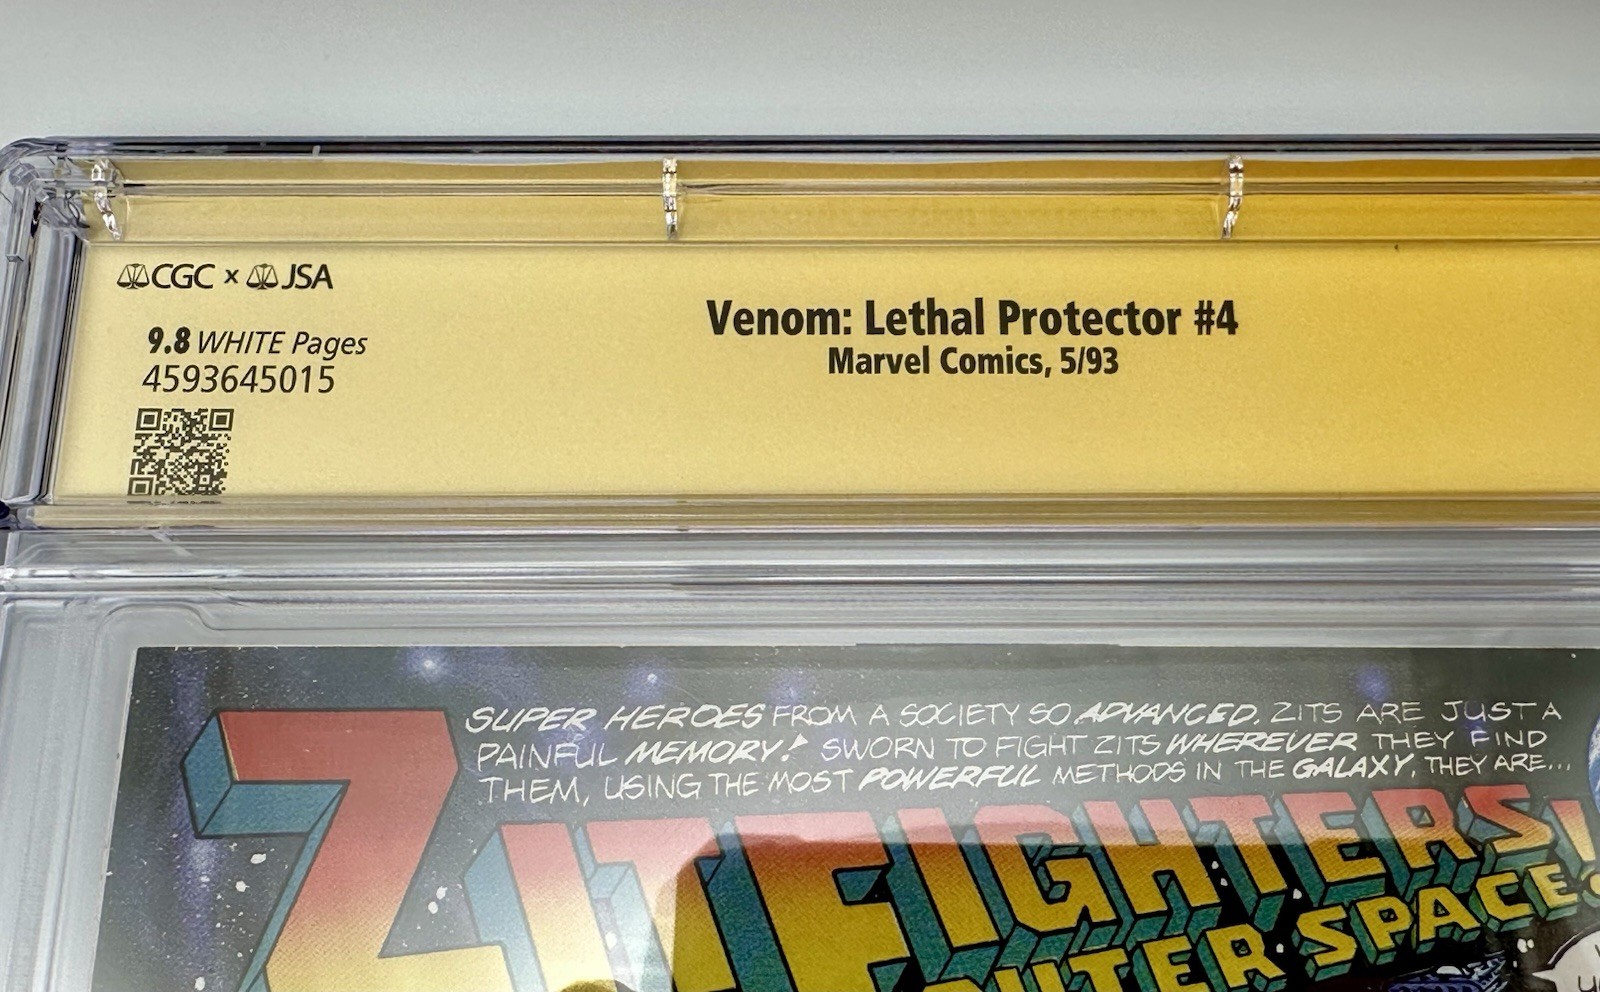 CGC x JSA
9.8 WHITE Pages
4593645015
Venom: Lethal Protector #4
Marvel Comics, 5/93
SUPER HEROES FROM A SOCIETY SO ADVANCED, ZITS ARE JUST A
PAINFUL MEMORY! SWORN TO FIGHT ZITS WHEREVER THEY FIND
THEM, USING THE MOST POWERFUL METHODS IN THE GALAXY, THEY ARE...
ZITFIGHTERS!
OUTER SPACE